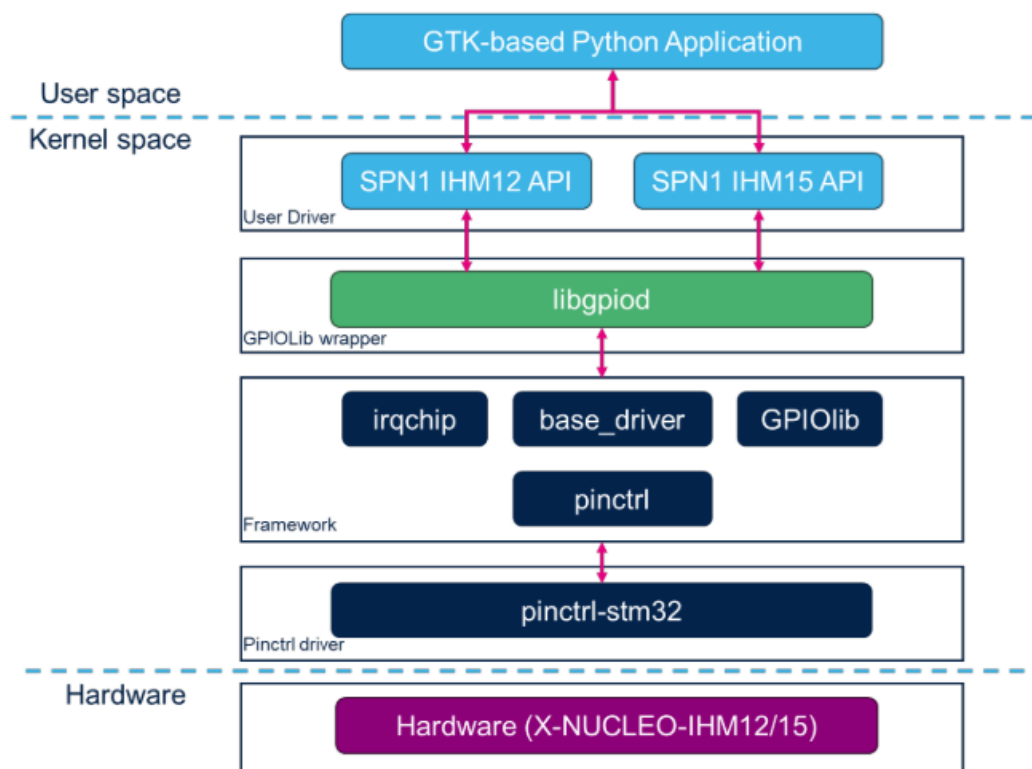 GTK-based Python Application
User space
Kernel space
SPN1 IHM12 API
SPN1 IHM15 API
User Driver
libgpiod
GPIOLib wrapper
irqchip
base_driver
GPIOlib
pinctrl
Framework
pinctrl-stm32
Pinctrl driver
Hardware
Hardware (X-NUCLEO-IHM12/15)